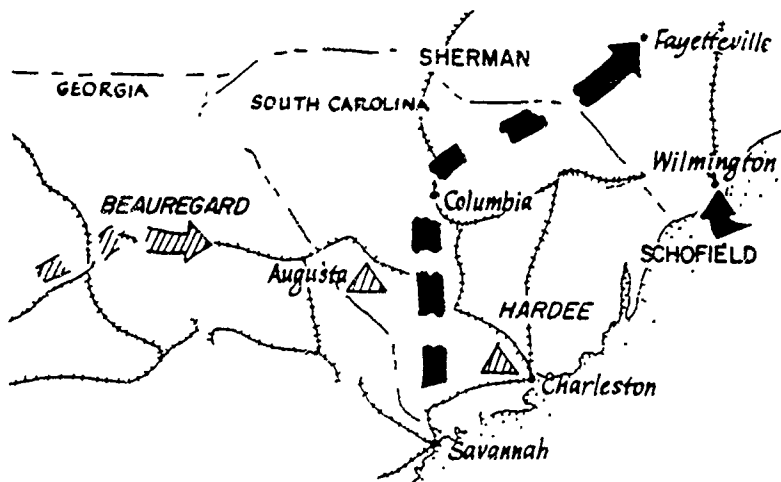 Fayetteville
SHERMAN
GEORGIA
SOUTH CAROLINA
Wilmington
BEAUREGARD
Columbia
SCHOFIELD
Augusta
HARDEE
Charleston
Savannah